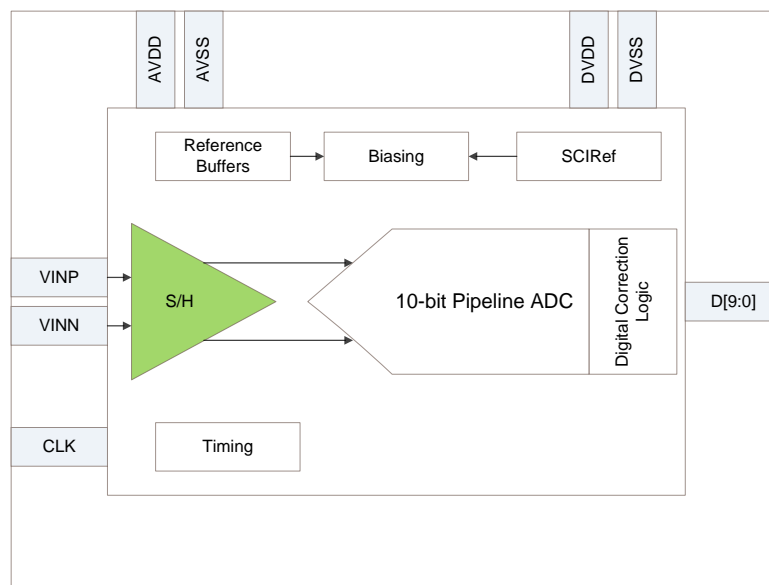 AVDD
AVSS
DVDD
DVSS
Reference
Buffers
Biasing
SCIRef
VINP
VINN
S/H
10-bit Pipeline ADC
Digital Correction
Logic
D[9:0]
CLK
Timing